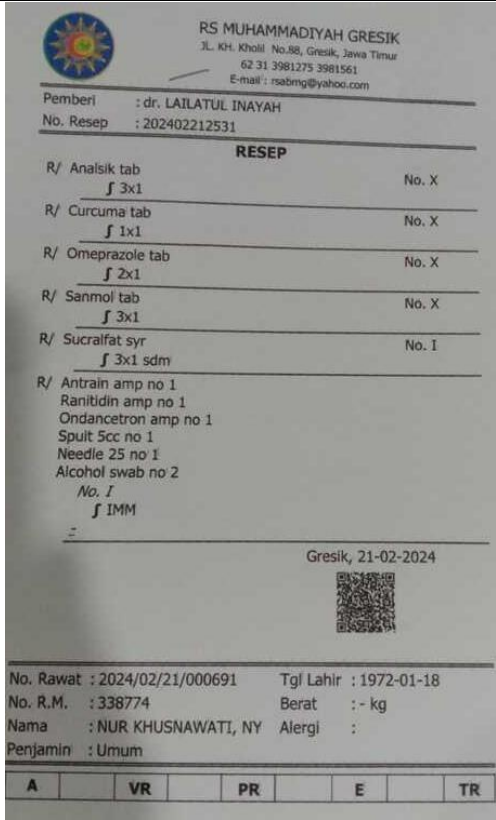 RS MUHAMMADIYAH GRESIK
JL. KH. Kholil No.88, Gresik, Jawa Timur
62 31 3981275 3981561
E-mail : rsabmg@yahoo.com
Pemberi : dr. LAILATUL INAYAH
No. Resep : 202402212531
RESEP
R/ Analsik tab No. X
∫ 3x1
R/ Curcuma tab No. X
∫ 1x1
R/ Omeprazole tab No. X
∫ 2x1
R/ Sanmol tab No. X
∫ 3x1
R/ Sucralfat syr No. I
∫ 3x1 sdm
R/ Antrain amp no 1
Ranitidin amp no 1
Ondancetron amp no 1
Spuit 5cc no 1
Needle 25 no 1
Alcohol swab no 2
No. I
∫ IMM
Gresik, 21-02-2024
No. Rawat : 2024/02/21/000691 Tgl Lahir : 1972-01-18
No. R.M. : 338774 Berat : - kg
Nama : NUR KHUSNAWATI, NY Alergi :
Penjamin : Umum
A VR PR E TR